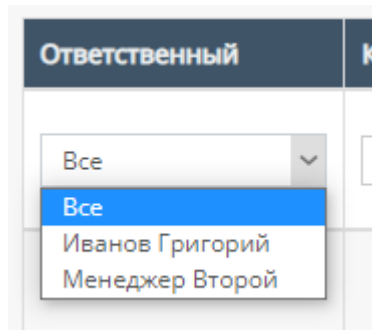 Ответственный
Все
Все
Иванов Григорий
Менеджер Второй